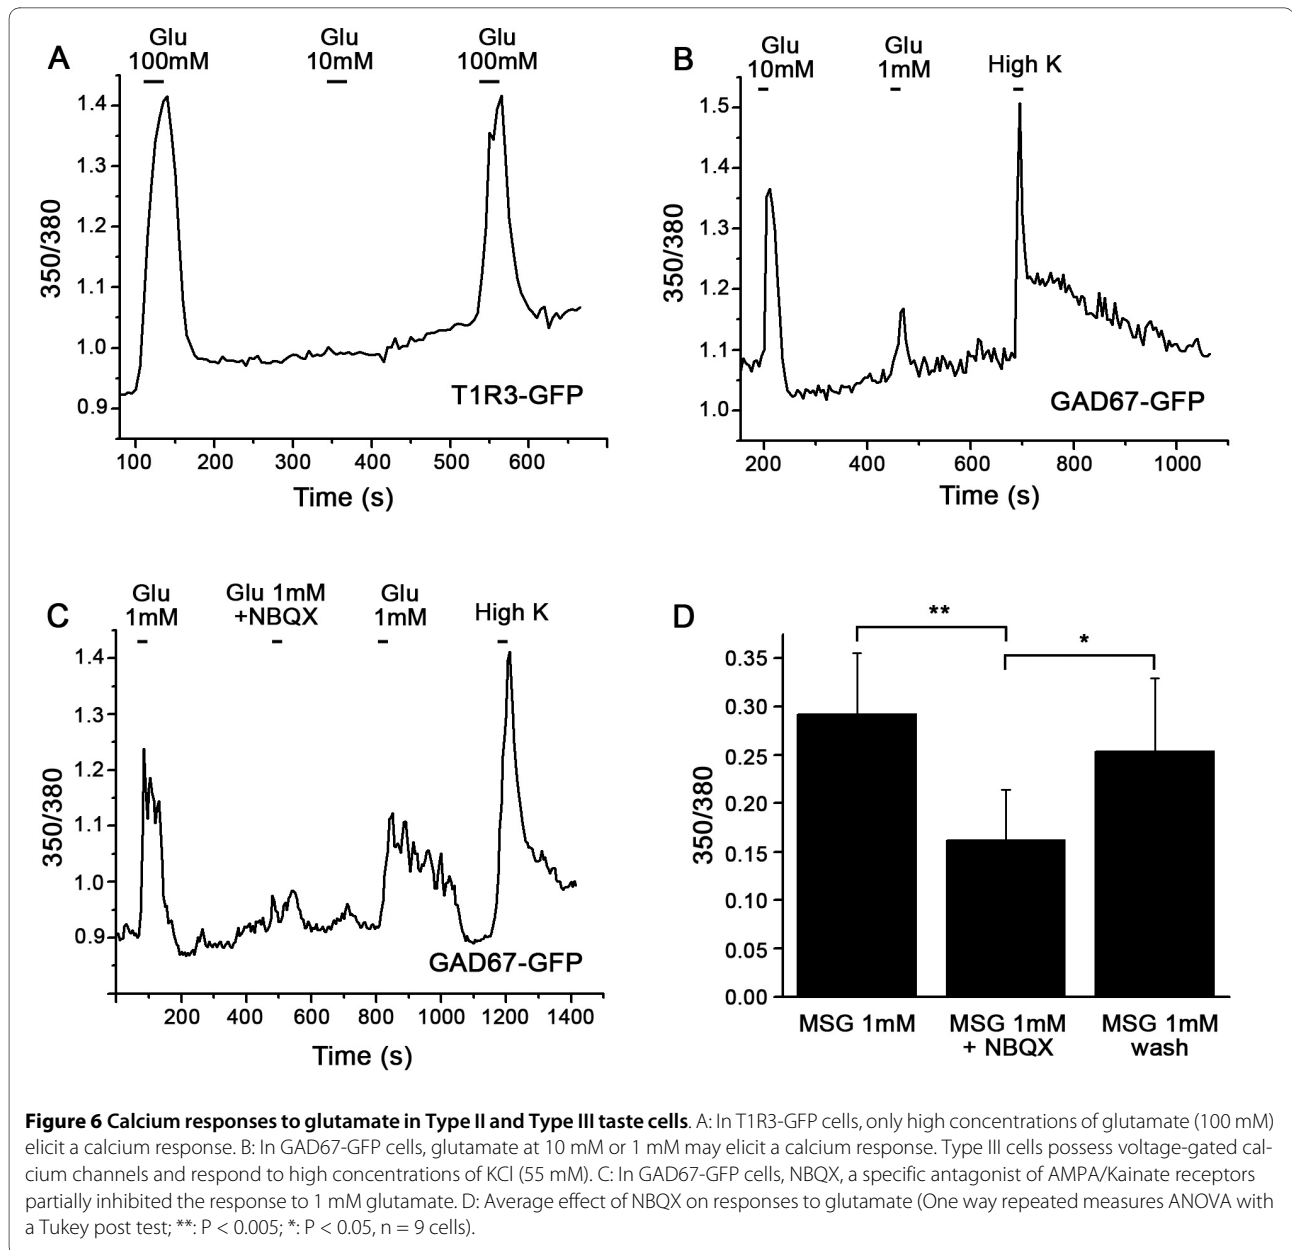 A
Glu
100mM
Glu
10mM
Glu
100mM
1.4
1.3
1.2
1.1
1.0
0.9
350/380
T1R3-GFP
100 200 300 400 500 600
Time (s)
B
Glu
10mM
Glu
1mM
High K
1.5
1.4
1.3
1.2
1.1
1.0
350/380
GAD67-GFP
200 400 600 800 1000
Time (s)
C
Glu
1mM
Glu 1mM
+NBQX
Glu
1mM
High K
1.4
1.3
1.2
1.1
1.0
0.9
350/380
GAD67-GFP
200 400 600 800 1000 1200 1400
Time (s)
D
**
*
0.35
0.30
0.25
0.20
0.15
0.10
0.05
0.00
350/380
MSG 1mM
MSG 1mM
+ NBQX
MSG 1mM
wash
Figure 6 Calcium responses to glutamate in Type II and Type III taste cells. A: In T1R3-GFP cells, only high concentrations of glutamate (100 mM)
elicit a calcium response. B: In GAD67-GFP cells, glutamate at 10 mM or 1 mM may elicit a calcium response. Type III cells possess voltage-gated cal-
cium channels and respond to high concentrations of KCl (55 mM). C: In GAD67-GFP cells, NBQX, a specific antagonist of AMPA/Kainate receptors
partially inhibited the response to 1 mM glutamate. D: Average effect of NBQX on responses to glutamate (One way repeated measures ANOVA with
a Tukey post test; **: P < 0.005; *: P < 0.05, n = 9 cells).